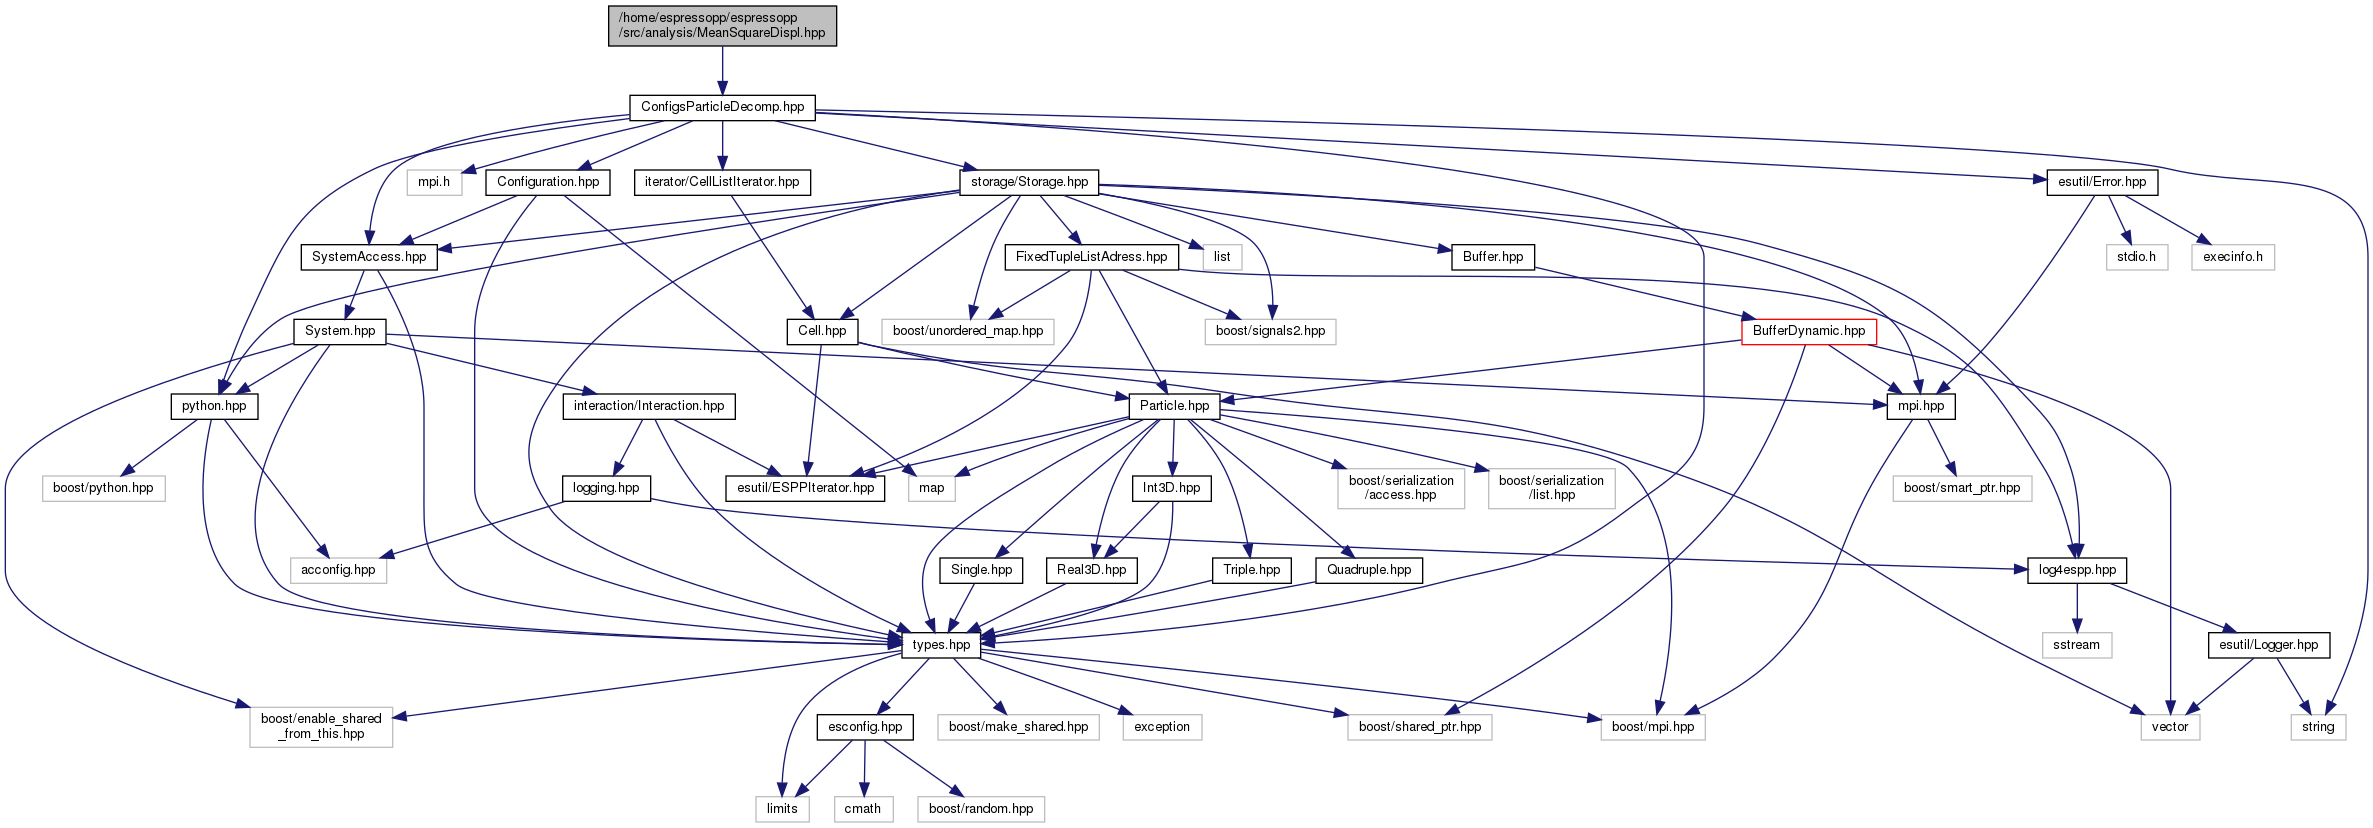 /home/espressopp/espressopp
/src/analysis/MeanSquareDispl.hpp
ConfigsParticleDecomp.hpp
mpi.h
Configuration.hpp
iterator/CellListIterator.hpp
storage/Storage.hpp
esutil/Error.hpp
SystemAccess.hpp
FixedTupleListAdress.hpp
list
Buffer.hpp
stdio.h
execinfo.h
System.hpp
Cell.hpp
boost/unordered_map.hpp
boost/signals2.hpp
BufferDynamic.hpp
python.hpp
interaction/Interaction.hpp
Particle.hpp
mpi.hpp
boost/python.hpp
logging.hpp
esutil/ESPPIterator.hpp
map
Int3D.hpp
boost/serialization
/access.hpp
boost/serialization
/list.hpp
boost/smart_ptr.hpp
acconfig.hpp
Single.hpp
Real3D.hpp
Triple.hpp
Quadruple.hpp
log4espp.hpp
types.hpp
sstream
esutil/Logger.hpp
boost/enable_shared
_from_this.hpp
esconfig.hpp
boost/make_shared.hpp
exception
boost/shared_ptr.hpp
boost/mpi.hpp
vector
string
limits
cmath
boost/random.hpp